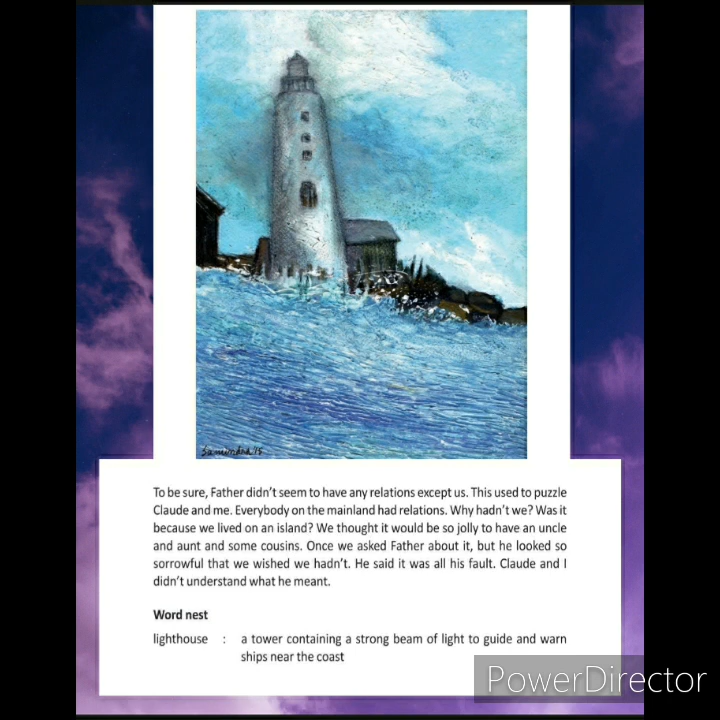 To be sure, Father didn't seem to have any relations except us. This used to puzzle
Claude and me. Everybody on the mainland had relations. Why hadn't we? Was it
because we lived on an island? We thought it would be so jolly to have an uncle
and aunt and some cousins. Once we asked Father about it, but he looked so
sorrowful that we wished we hadn't. He said it was all his fault. Claude and I
didn't understand what he meant.
Word nest
lighthouse : a tower containing a strong beam of light to guide and warn
ships near the coast
PowerDirector